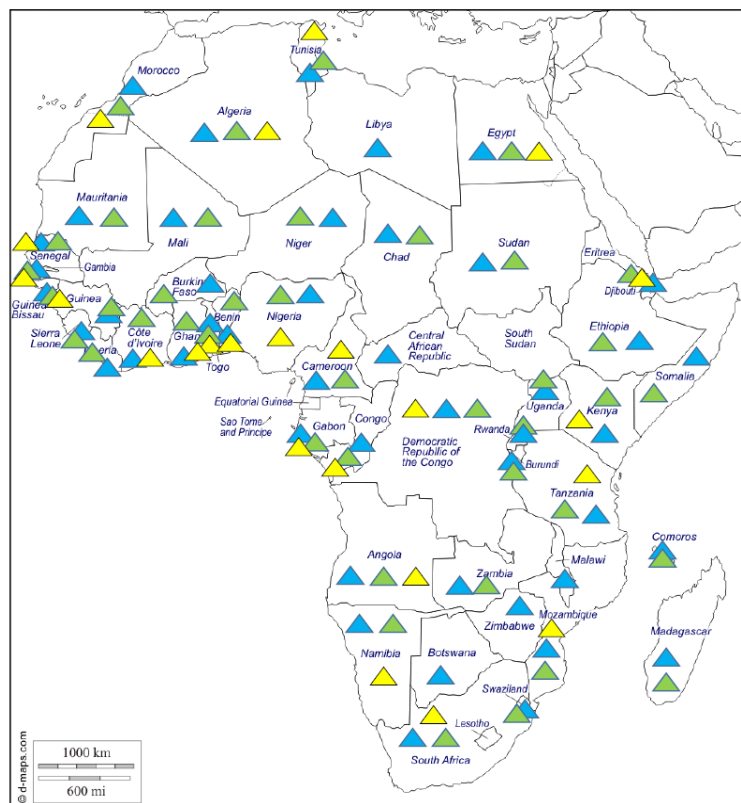 Tunisia
Morocco
Algeria
Libya
Egypt
Mauritania
Mali
Niger
Chad
Sudan
Eritrea
Senegal
Gambia
Djibouti
Burkina
Faso
Guinea
Guinea
Bissau
Benin
Nigeria
Sierra
Leone
Côte
d'Ivoire
Togo
Central
African
Republic
South
Sudan
Ethiopia
Somalia
Cameroon
Equatorial Guinea
Sao Tome
and Principe
Gabon
Congo
Uganda
Kenya
Rwanda
Democratic
Republic of
the Congo
Burundi
Tanzania
Comoros
Angola
Zambia
Malawi
Mozambique
Zimbabwe
Madagascar
Namibia
Botswana
Swaziland
Lesotho
South Africa
1000 km
600 mi
© d-maps.com